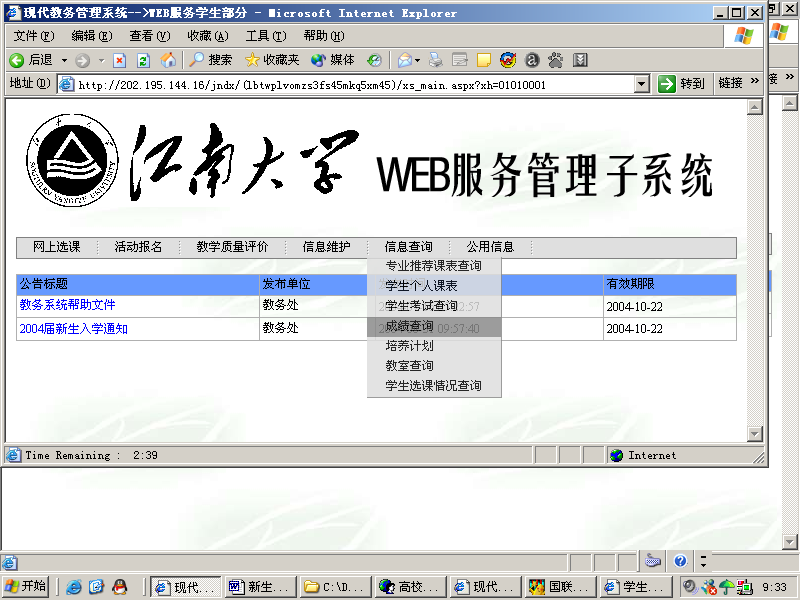 现代教务管理系统-->WEB服务学生部分 - Microsoft Internet Explorer
文件(F) 编辑(E) 查看(V) 收藏(A) 工具(T) 帮助(H)
后退 搜索 收藏夹 媒体
地址(D) http://202.195.144.16/jndx/(lbtwplvomzs3fs45mkq5xm45)/xs_main.aspx?xh=01010001 转到 链接 »
接 »
江南大学 WEB服务管理子系统
SOUTHERN YANGTZE UNIVERSITY
网上选课 活动报名 教学质量评价 信息维护 信息查询 公用信息
专业推荐课表查询
学生个人课表
学生考试查询
成绩查询
培养计划
教室查询
学生选课情况查询
公告标题 发布单位 有效期限
教务系统帮助文件 教务处 2:57 2004-10-22
2004届新生入学通知 教务处 09:57:40 2004-10-22
Time Remaining : 2:39 Internet
开始 现代... 新生... C:\D... 高校... 现代... 国联... 学生... 9:33